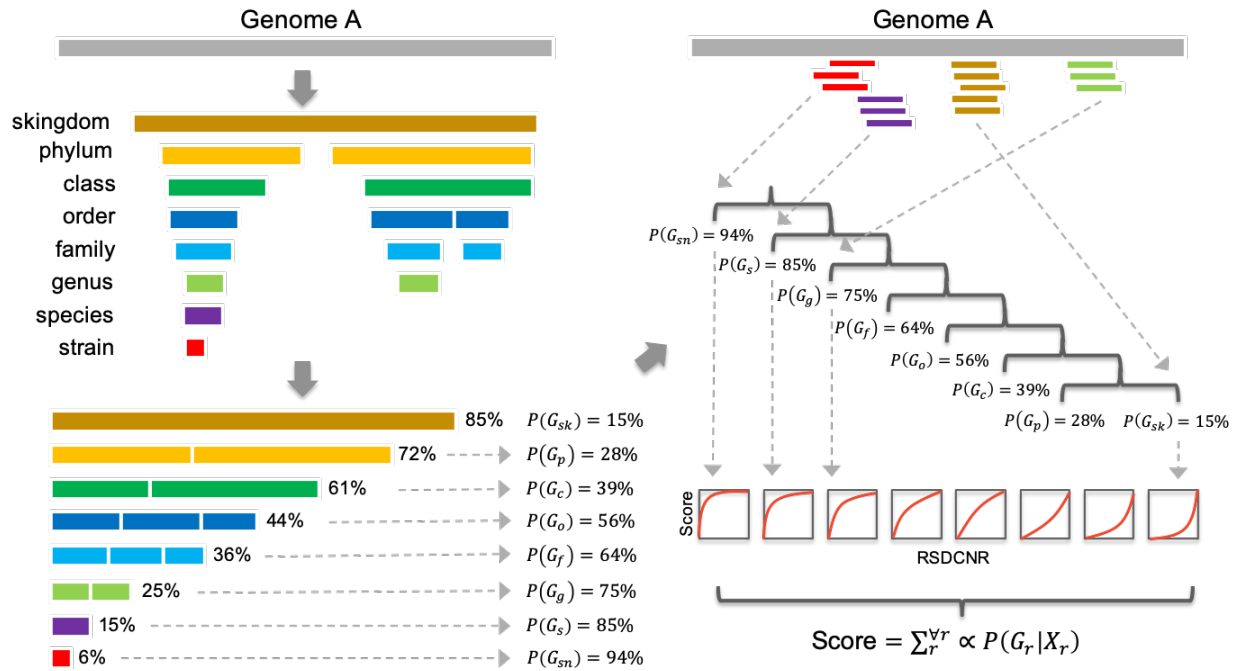 Genome A
skingdom
phylum
class
order
family
genus
species
strain
85% P(G_sk) = 15%
72% P(G_p) = 28%
61% P(G_c) = 39%
44% P(G_o) = 56%
36% P(G_f) = 64%
25% P(G_g) = 75%
15% P(G_s) = 85%
6% P(G_sn) = 94%
Genome A
P(G_sn) = 94%
P(G_s) = 85%
P(G_g) = 75%
P(G_f) = 64%
P(G_o) = 56%
P(G_c) = 39%
P(G_p) = 28% P(G_sk) = 15%
Score
RSDCNR
Score = ∑_r^∀r ∝ P(G_r|X_r)